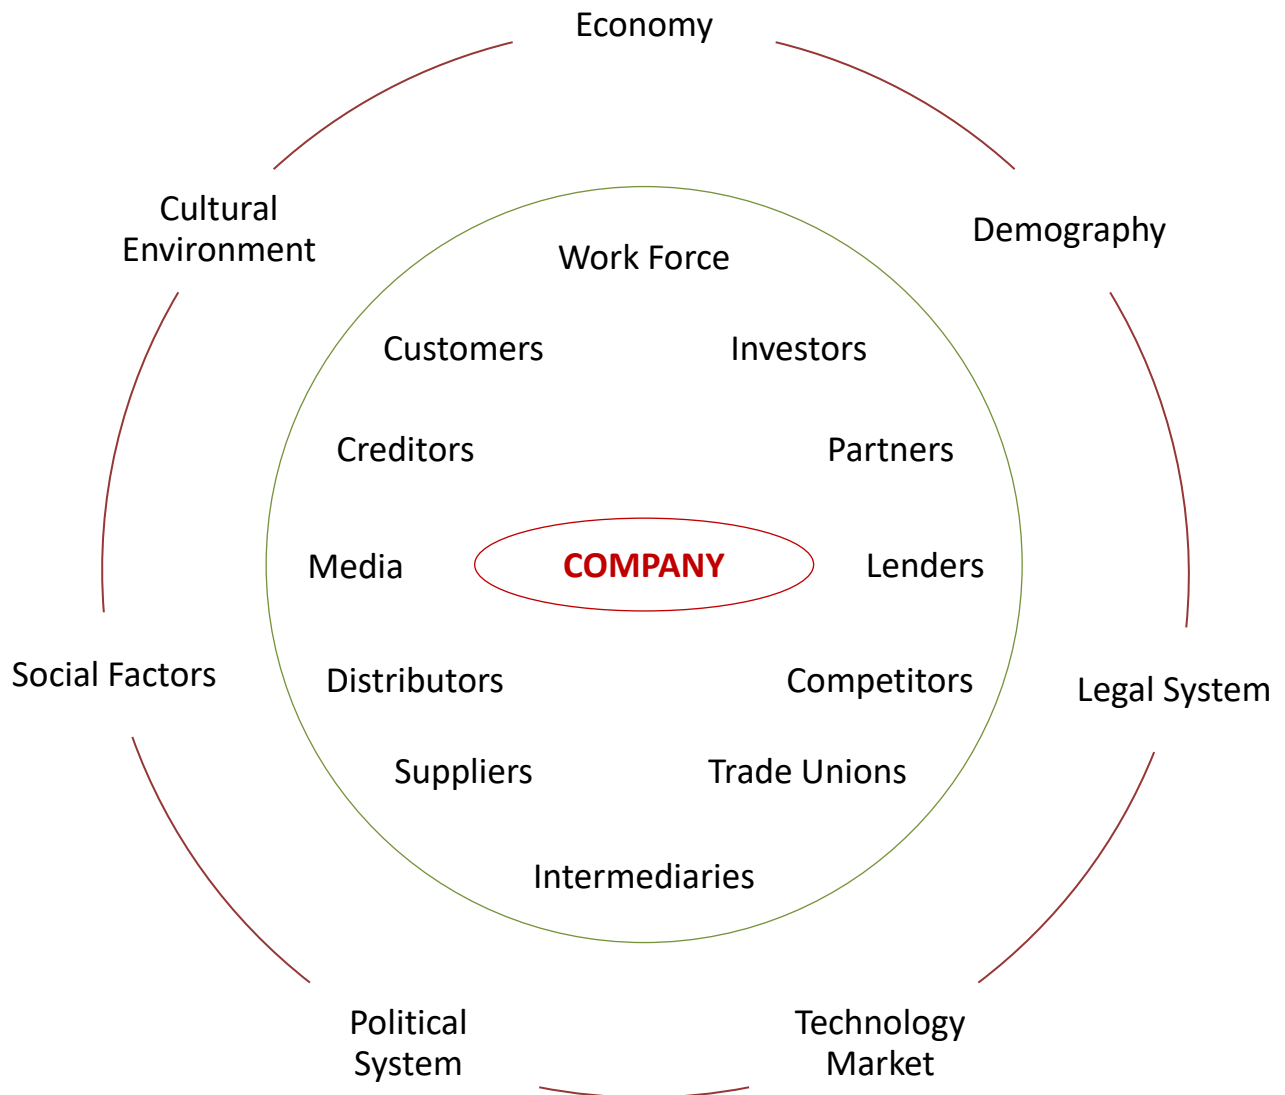 Economy
Cultural
Environment
Demography
Work Force
Customers
Investors
Creditors
Partners
Media
COMPANY
Lenders
Social Factors
Distributors
Competitors
Legal System
Suppliers
Trade Unions
Intermediaries
Political
System
Technology
Market